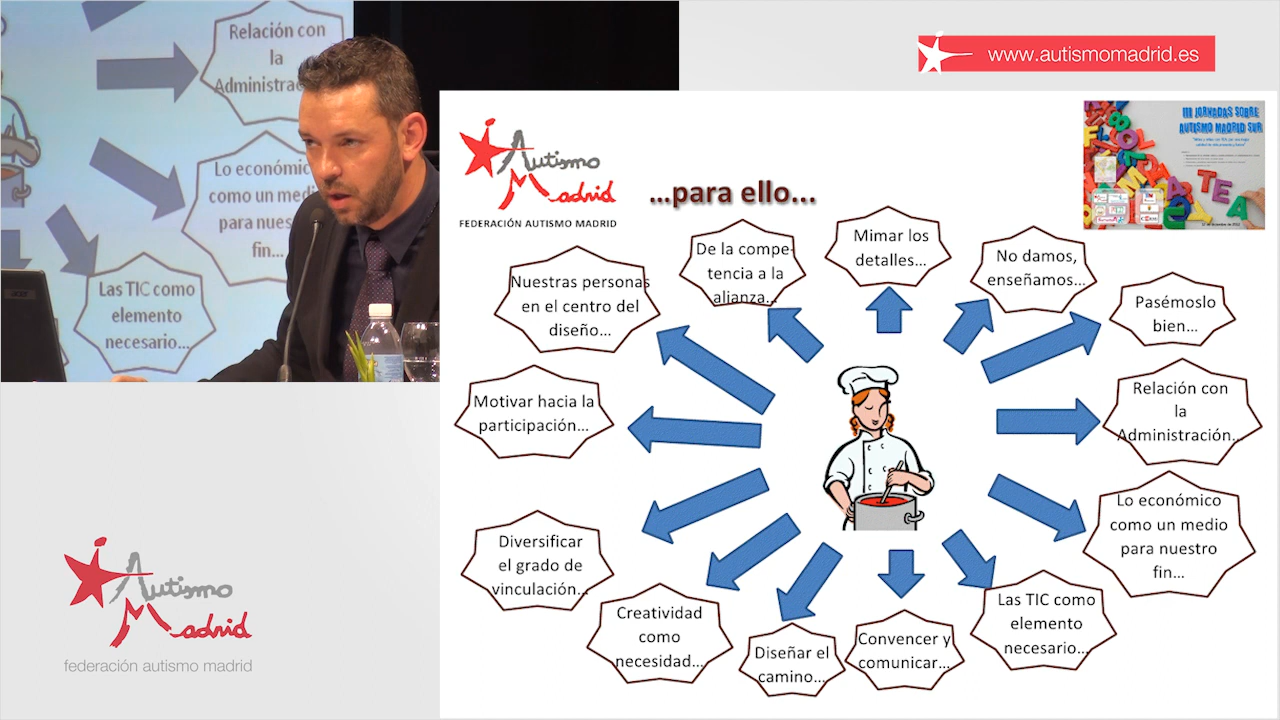 Relación con
la
Administrac
Lo económic
como un medi
para nues
fin...
Las TIC como
elemento
necesario...
www.autismomadrid.es
Autismo
Madrid
FEDERACIÓN AUTISMO MADRID
...para ello...
III JORNADAS SOBRE
AUTISMO MADRID SUR
Nuestras personas
en el centro del
diseño...
De la compe-
tencia a la
alianza...
Mimar los
detalles...
No damos,
enseñamos...
Pasémoslo
bien...
Motivar hacia la
participación...
Relación con
la
Administración...
Diversificar
el grado de
vinculación...
Lo económico
como un medio
para nuestro
fin...
Creatividad
como
necesidad...
Diseñar el
camino...
Convencer y
comunicar...
Las TIC como
elemento
necesario...
Autismo
Madrid
federación autismo madrid